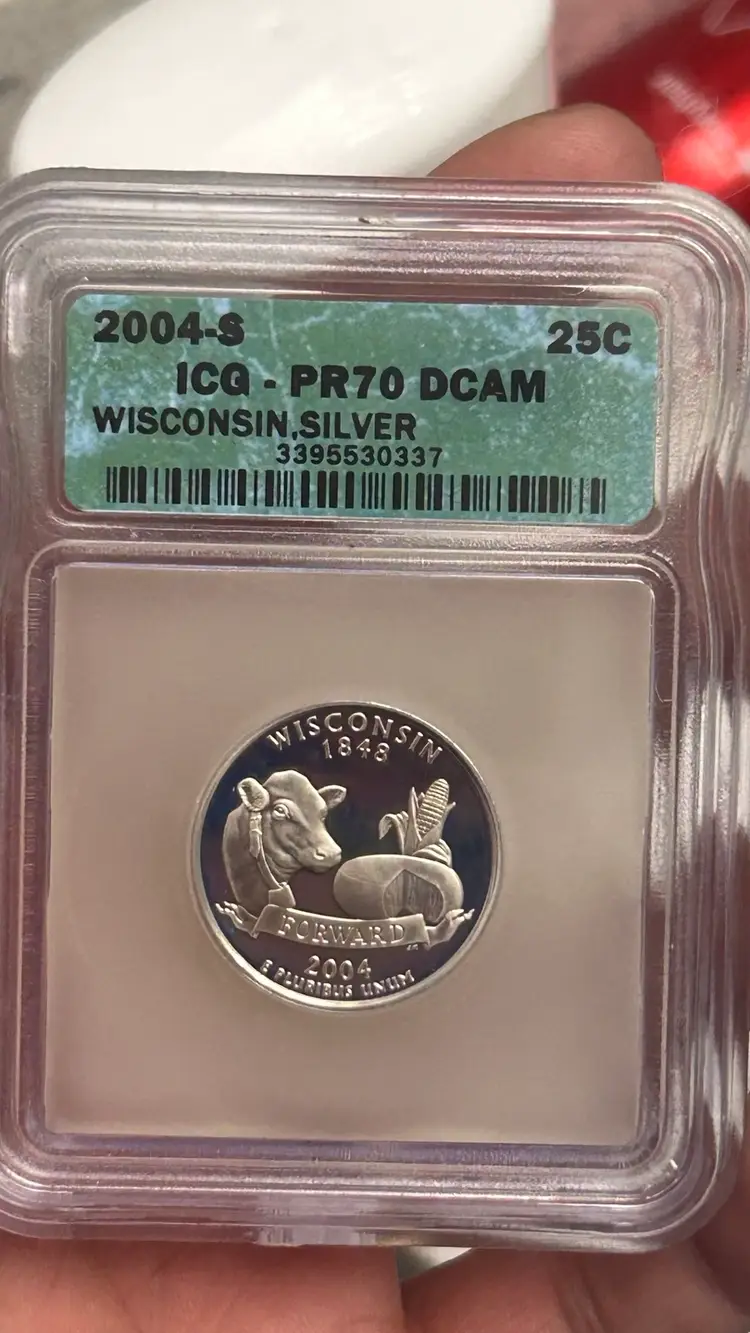 2004-S 25C
ICG - PR70 DCAM
WISCONSIN,SILVER
3395530337
WISCONSIN
1848
FORWARD
2004
E PLURIBUS UNUM